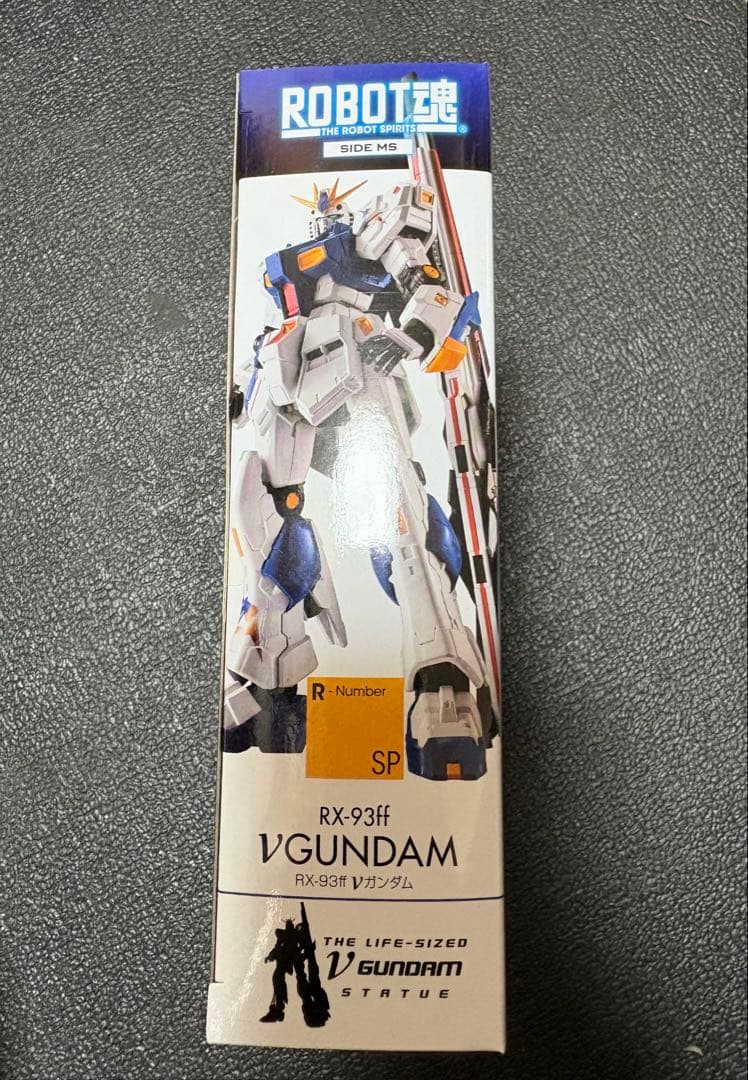 ROBOT魂
THE ROBOT SPIRITS®
SIDE MS
R - Number
SP
RX-93ff
νGUNDAM
RX-93ff νガンダム
THE LIFE-SIZED
ν GUNDAM
STATUE